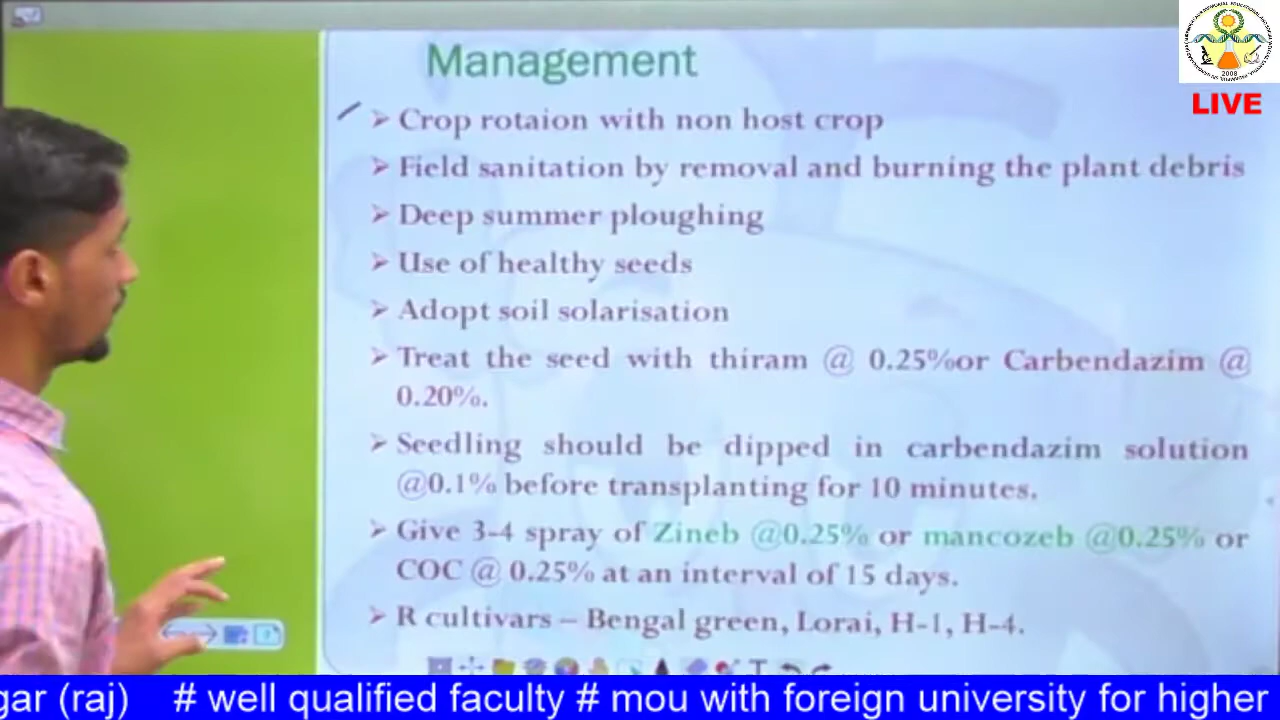 2008
LIVE
Management
➢ Crop rotaion with non host crop
➢ Field sanitation by removal and burning the plant debris
➢ Deep summer ploughing
➢ Use of healthy seeds
➢ Adopt soil solarisation
➢ Treat the seed with thiram @ 0.25%or Carbendazim @
0.20%.
➢ Seedling should be dipped in carbendazim solution
@0.1% before transplanting for 10 minutes.
➢ Give 3-4 spray of Zineb @0.25% or mancozeb @0.25% or
COC @ 0.25% at an interval of 15 days.
➢ R cultivars – Bengal green, Lorai, H-1, H-4.
gar (raj) # well qualified faculty # mou with foreign university for higher